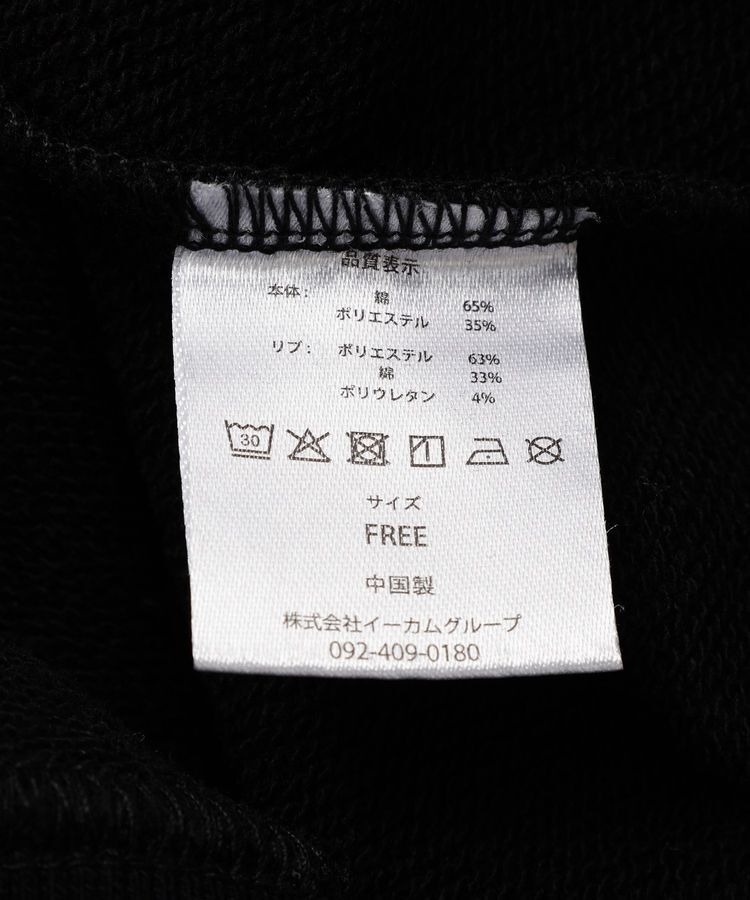 品質表示
本体： 綿 65%
ポリエステル 35%
リブ： ポリエステル 63%
綿 33%
ポリウレタン 4%
30
サイズ
FREE
中国製
株式会社イーカムグループ
092-409-0180